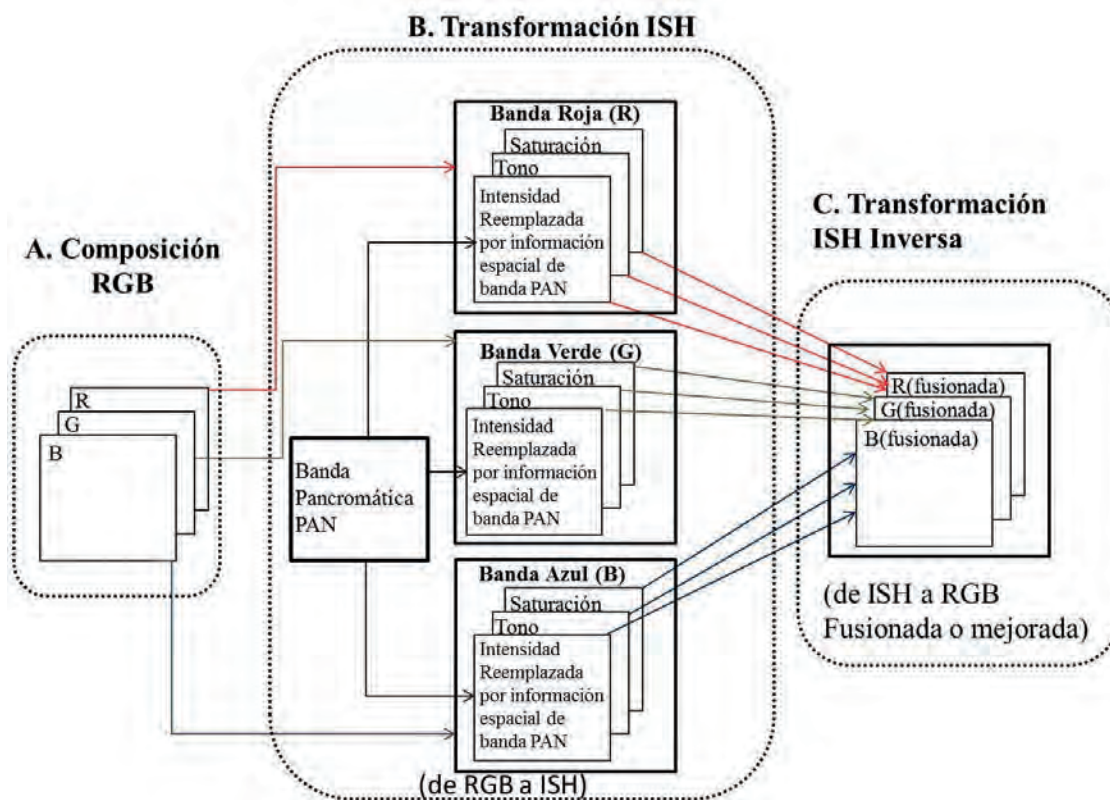 B. Transformación ISH
A. Composición
RGB
R
G
B
Banda
Pancromática
PAN
Banda Roja (R)
Saturación
Tono
Intensidad
Reemplazada
por información
espacial de
banda PAN
Banda Verde (G)
Saturación
Tono
Intensidad
Reemplazada
por información
espacial de
banda PAN
Banda Azul (B)
Saturación
Tono
Intensidad
Reemplazada
por información
espacial de
banda PAN
(de RGB a ISH)
C. Transformación
ISH Inversa
R(fusionada)
G(fusionada)
B(fusionada)
(de ISH a RGB
Fusionada o mejorada)